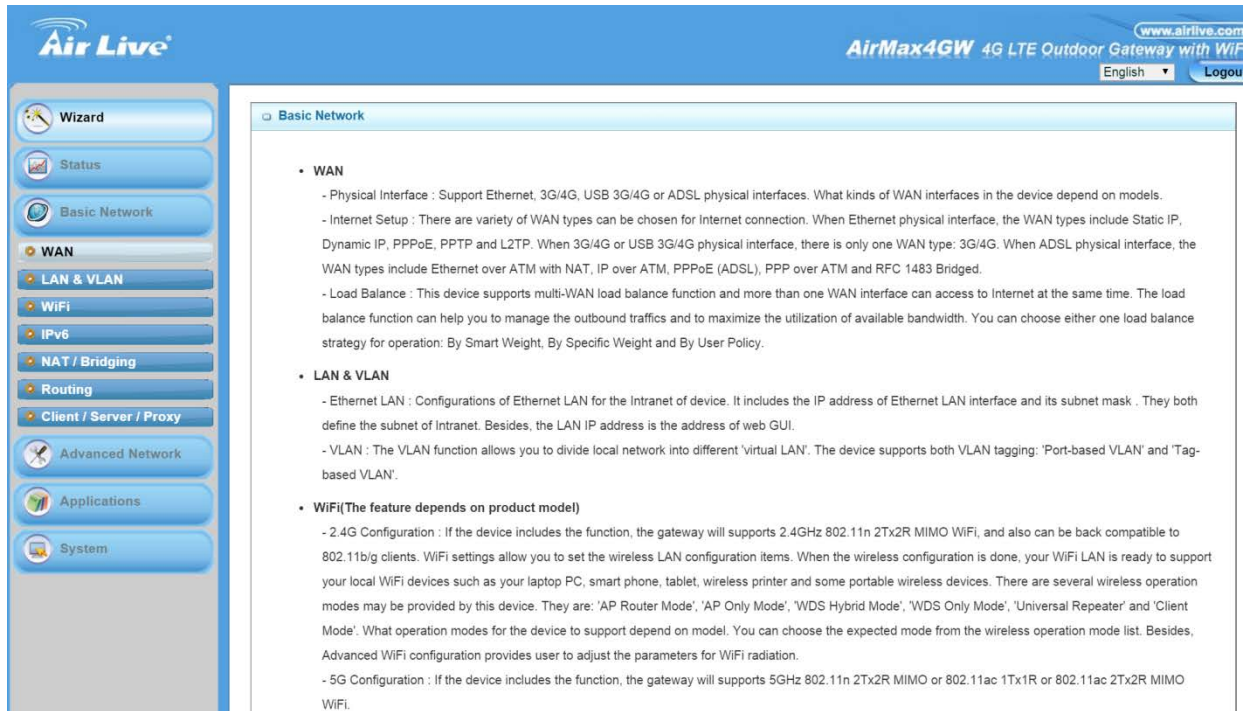 Air Live®
www.airlive.com
AirMax4GW 4G LTE Outdoor Gateway with WiF
English
Logou
Wizard
Status
Basic Network
WAN
LAN & VLAN
WiFi
IPv6
NAT / Bridging
Routing
Client / Server / Proxy
Advanced Network
Applications
System
Basic Network
• WAN
- Physical Interface : Support Ethernet, 3G/4G, USB 3G/4G or ADSL physical interfaces. What kinds of WAN interfaces in the device depend on models.
- Internet Setup : There are variety of WAN types can be chosen for Internet connection. When Ethernet physical interface, the WAN types include Static IP,
Dynamic IP, PPPoE, PPTP and L2TP. When 3G/4G or USB 3G/4G physical interface, there is only one WAN type: 3G/4G. When ADSL physical interface, the
WAN types include Ethernet over ATM with NAT, IP over ATM, PPPoE (ADSL), PPP over ATM and RFC 1483 Bridged.
- Load Balance : This device supports multi-WAN load balance function and more than one WAN interface can access to Internet at the same time. The load
balance function can help you to manage the outbound traffics and to maximize the utilization of available bandwidth. You can choose either one load balance
strategy for operation: By Smart Weight, By Specific Weight and By User Policy.
• LAN & VLAN
- Ethernet LAN : Configurations of Ethernet LAN for the Intranet of device. It includes the IP address of Ethernet LAN interface and its subnet mask . They both
define the subnet of Intranet. Besides, the LAN IP address is the address of web GUI.
- VLAN : The VLAN function allows you to divide local network into different 'virtual LAN'. The device supports both VLAN tagging: 'Port-based VLAN' and 'Tag-
based VLAN'.
• WiFi(The feature depends on product model)
- 2.4G Configuration : If the device includes the function, the gateway will supports 2.4GHz 802.11n 2Tx2R MIMO WiFi, and also can be back compatible to
802.11b/g clients. WiFi settings allow you to set the wireless LAN configuration items. When the wireless configuration is done, your WiFi LAN is ready to support
your local WiFi devices such as your laptop PC, smart phone, tablet, wireless printer and some portable wireless devices. There are several wireless operation
modes may be provided by this device. They are: 'AP Router Mode', 'AP Only Mode', 'WDS Hybrid Mode', 'WDS Only Mode', 'Universal Repeater' and 'Client
Mode'. What operation modes for the device to support depend on model. You can choose the expected mode from the wireless operation mode list. Besides,
Advanced WiFi configuration provides user to adjust the parameters for WiFi radiation.
- 5G Configuration : If the device includes the function, the gateway will supports 5GHz 802.11n 2Tx2R MIMO or 802.11ac 1Tx1R or 802.11ac 2Tx2R MIMO
WiFi.